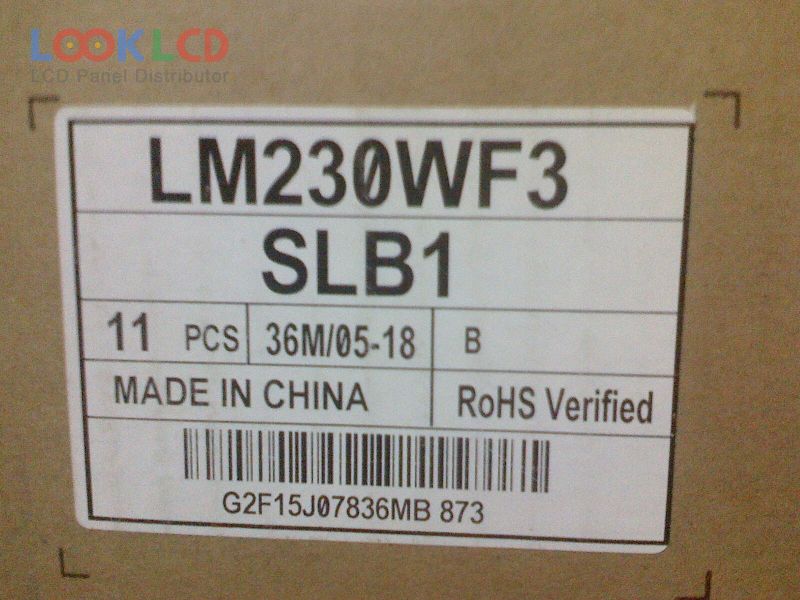 LOOKLCD
LCD Panel Distributor
LM230WF3
SLB1
11 PCS 36M/05-18 B
MADE IN CHINA RoHS Verified
G2F15J07836MB 873